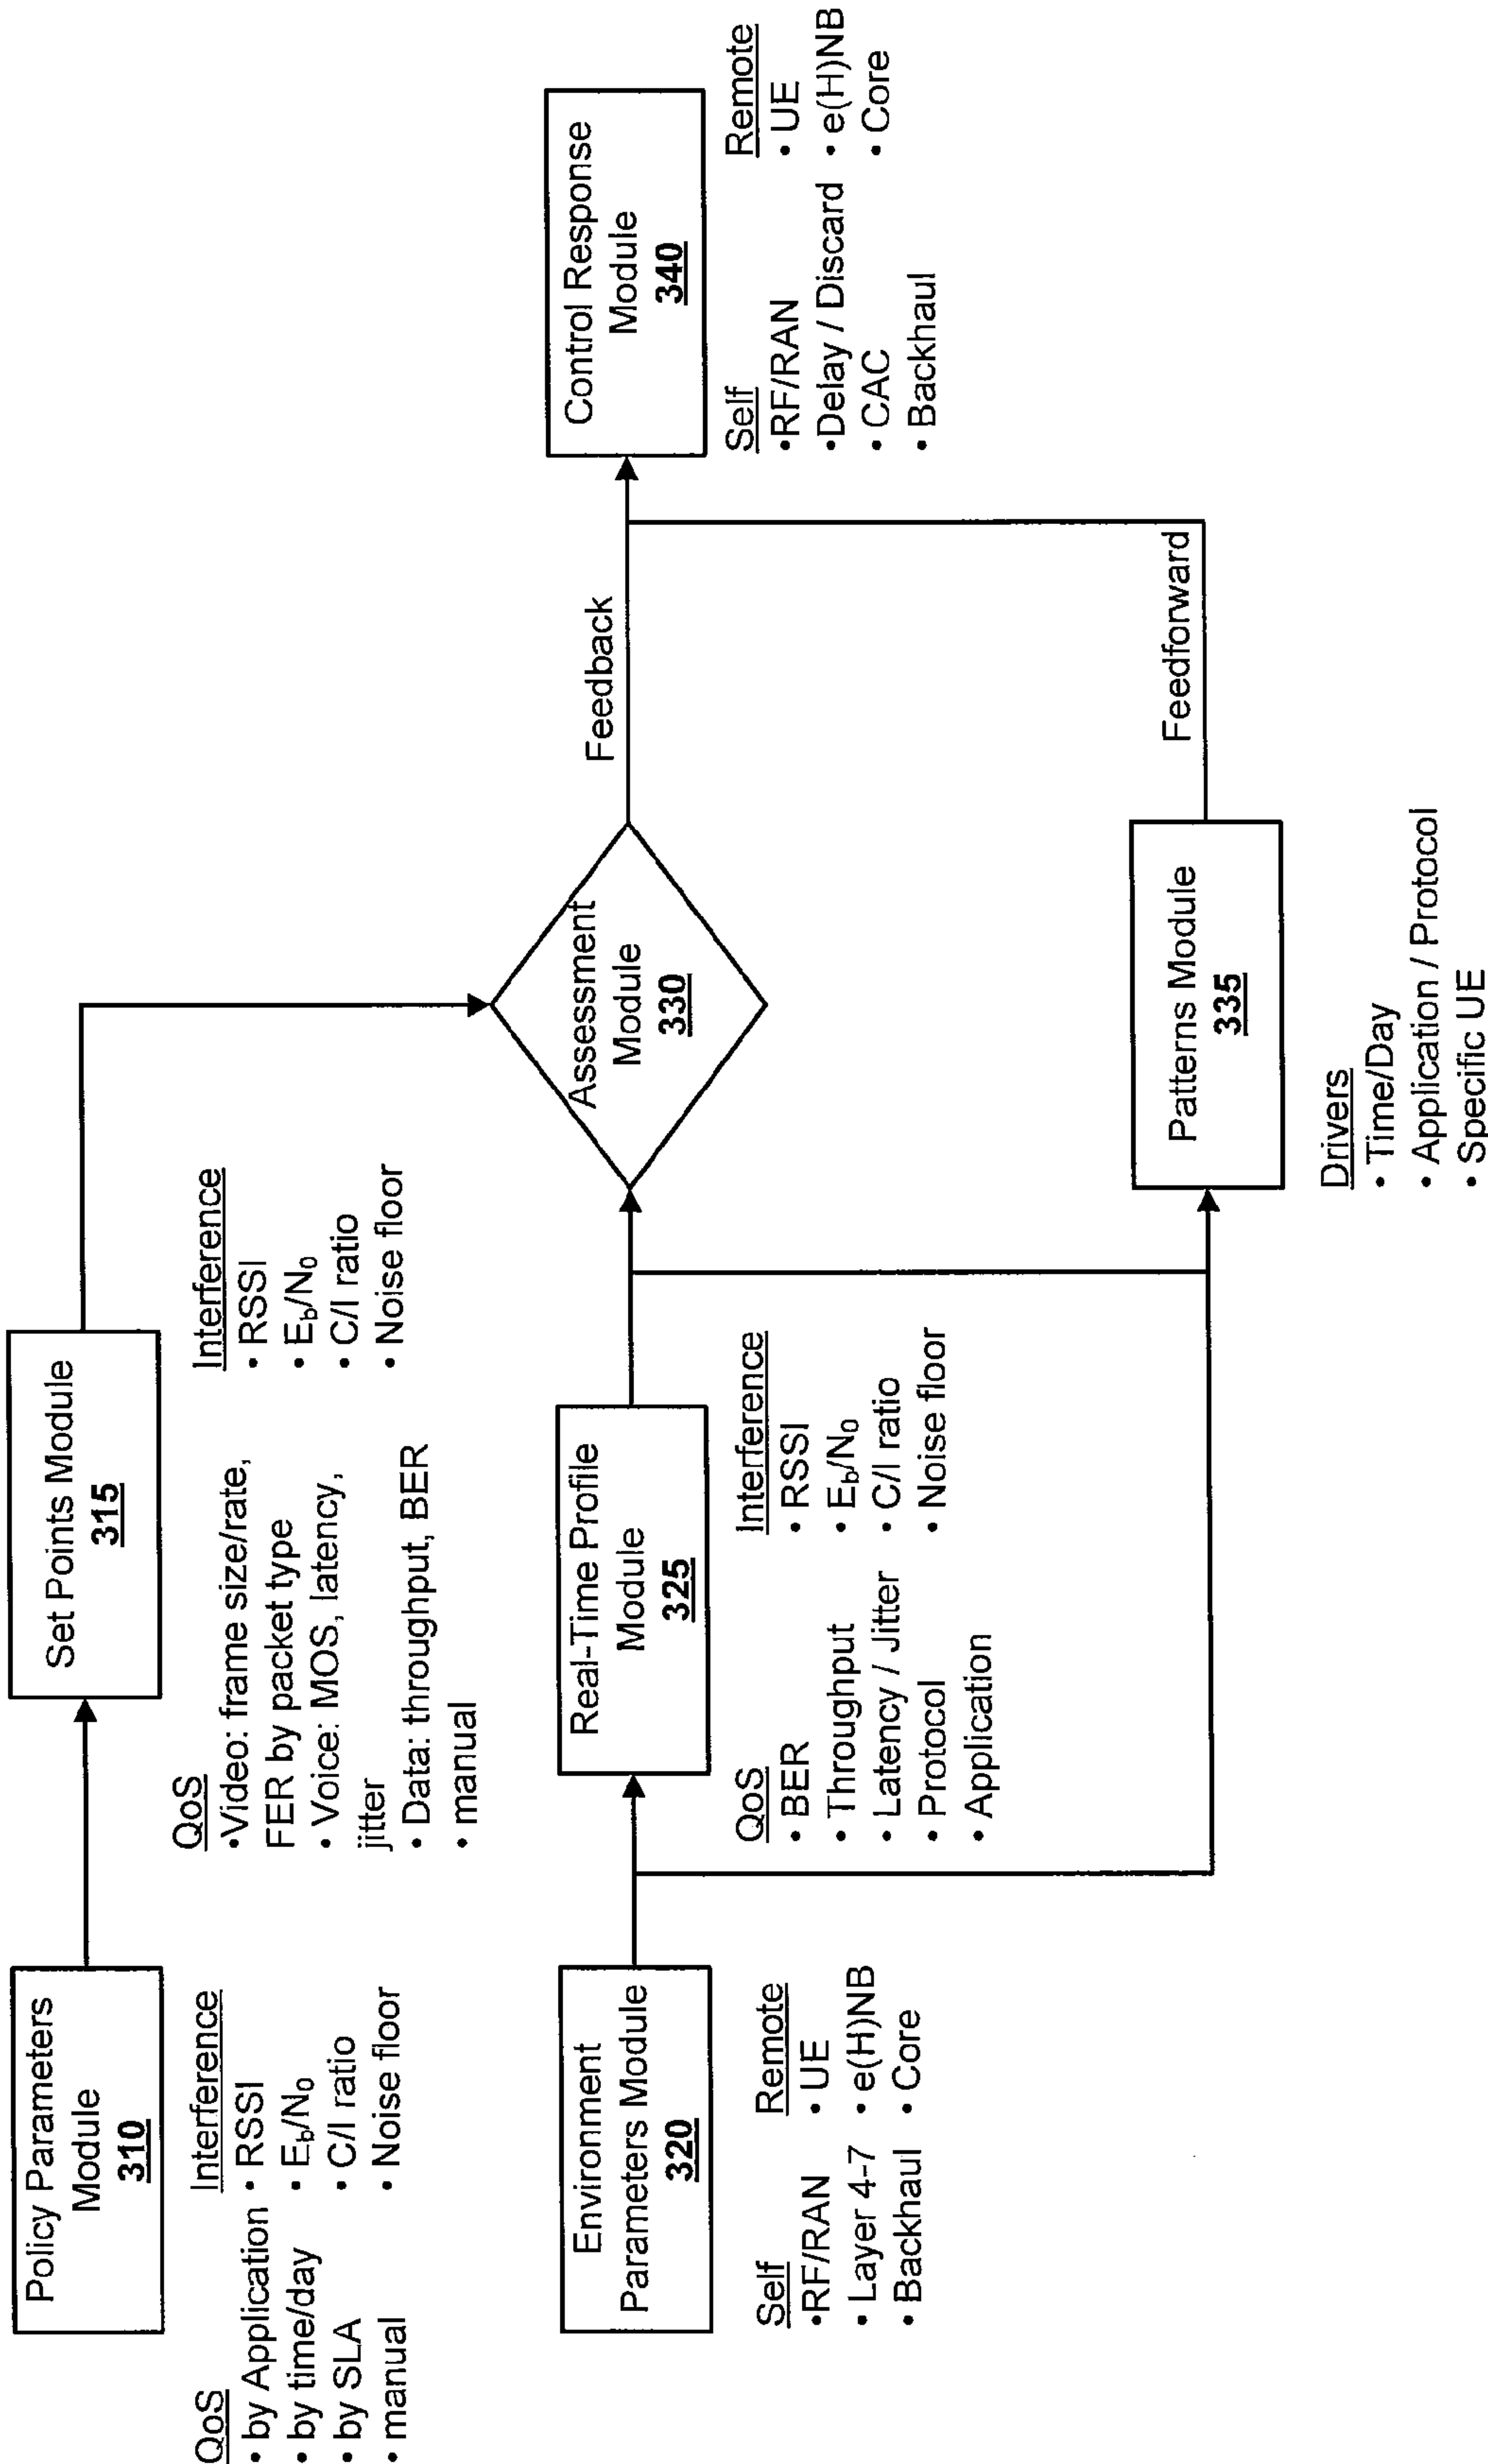 Policy Parameters
Module
310
QoS
• by Application
• by time/day
• by SLA
• manual
Interference
• RSSI
• Eb/N0
• C/I ratio
• Noise floor
Set Points Module
315
QoS
•Video: frame size/rate,
FER by packet type
• Voice: MOS, latency,
jitter
• Data: throughput, BER
• manual
Interference
• RSSI
• Eb/N0
• C/I ratio
• Noise floor
Environment
Parameters Module
320
Self
•RF/RAN
• Layer 4-7
• Backhaul
Remote
• UE
• e(H)NB
• Core
Real-Time Profile
Module
325
QoS
• BER
• Throughput
• Latency / Jitter
• Protocol
• Application
Interference
• RSSI
• Eb/N0
• C/I ratio
• Noise floor
Assessment
Module
330
Feedback
Patterns Module
335
Drivers
• Time/Day
• Application / Protocol
• Specific UE
Feedforward
Control Response
Module
340
Self
•RF/RAN
•Delay / Discard
• CAC
• Backhaul
Remote
• UE
• e(H)NB
• Core